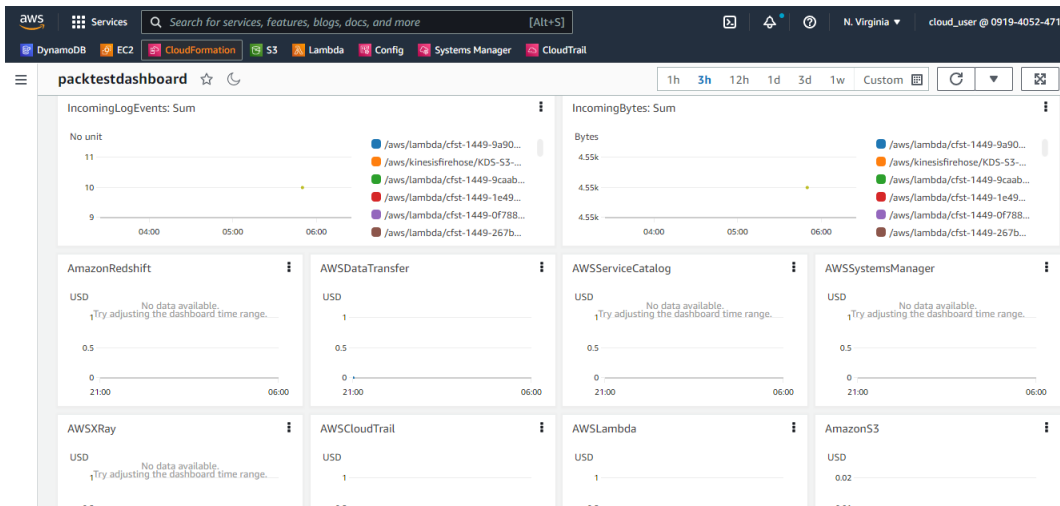 aws Services Search for services, features, blogs, docs, and more [Alt+S] N. Virginia ▼ cloud_user @ 0919-4052-471
DynamoDB EC2 CloudFormation S3 Lambda Config Systems Manager CloudTrail
packtestdashboard 1h 3h 12h 1d 3d 1w Custom
IncomingLogEvents: Sum
No unit
11
10
9
04:00 05:00 06:00
/aws/lambda/cfst-1449-9a90...
/aws/kinesisfirehose/KDS-S3-...
/aws/lambda/cfst-1449-9caab...
/aws/lambda/cfst-1449-1e49...
/aws/lambda/cfst-1449-0f788...
/aws/lambda/cfst-1449-267b...
IncomingBytes: Sum
Bytes
4.55k
4.55k
4.55k
04:00 05:00 06:00
/aws/lambda/cfst-1449-9a90...
/aws/kinesisfirehose/KDS-S3-...
/aws/lambda/cfst-1449-9caab...
/aws/lambda/cfst-1449-1e49...
/aws/lambda/cfst-1449-0f788...
/aws/lambda/cfst-1449-267b...
AmazonRedshift
USD
No data available.
Try adjusting the dashboard time range.
1
0.5
0
21:00 06:00
AWSDataTransfer
USD
1
0.5
0
21:00 06:00
AWSServiceCatalog
USD
No data available.
Try adjusting the dashboard time range.
1
0.5
0
21:00 06:00
AWSSystemsManager
USD
No data available.
Try adjusting the dashboard time range.
1
0.5
0
21:00 06:00
AWSXRay
USD
No data available.
Try adjusting the dashboard time range.
1
AWSCloudTrail
USD
1
AWSLambda
USD
1
AmazonS3
USD
0.02